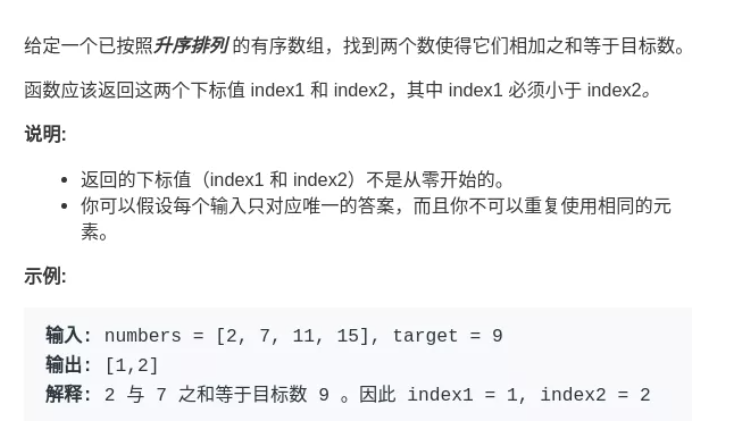 给定一个已按照升序排列 的有序数组，找到两个数使得它们相加之和等于目标数。
函数应该返回这两个下标值 index1 和 index2，其中 index1 必须小于 index2。
说明:
返回的下标值（index1 和 index2）不是从零开始的。
你可以假设每个输入只对应唯一的答案，而且你不可以重复使用相同的元
素。
示例:
输入: numbers = [2, 7, 11, 15], target = 9
输出: [1,2]
解释: 2 与 7 之和等于目标数 9 。因此 index1 = 1, index2 = 2